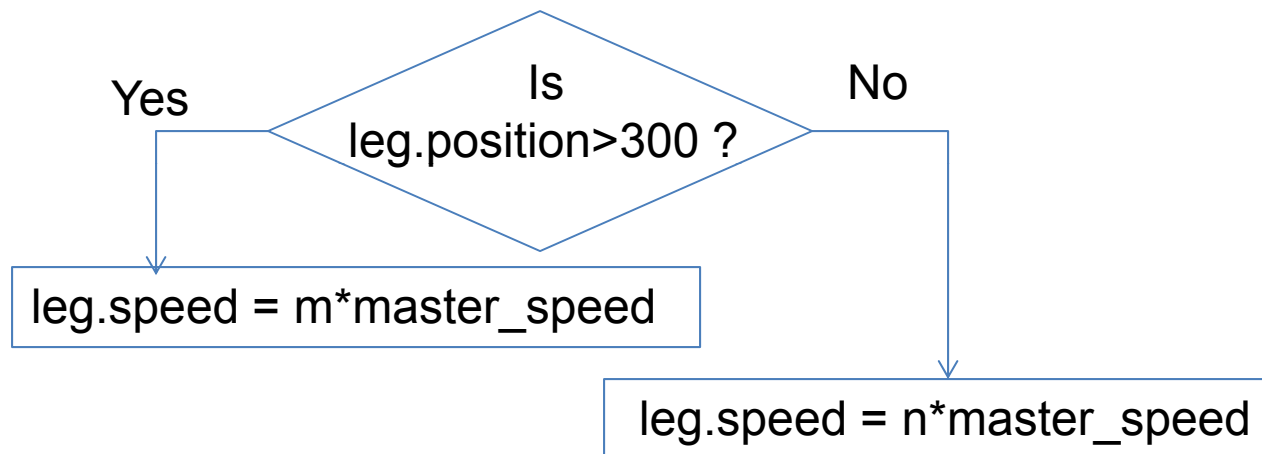 Is
leg.position>300 ?
Yes
No
leg.speed = m*master_speed
leg.speed = n*master_speed